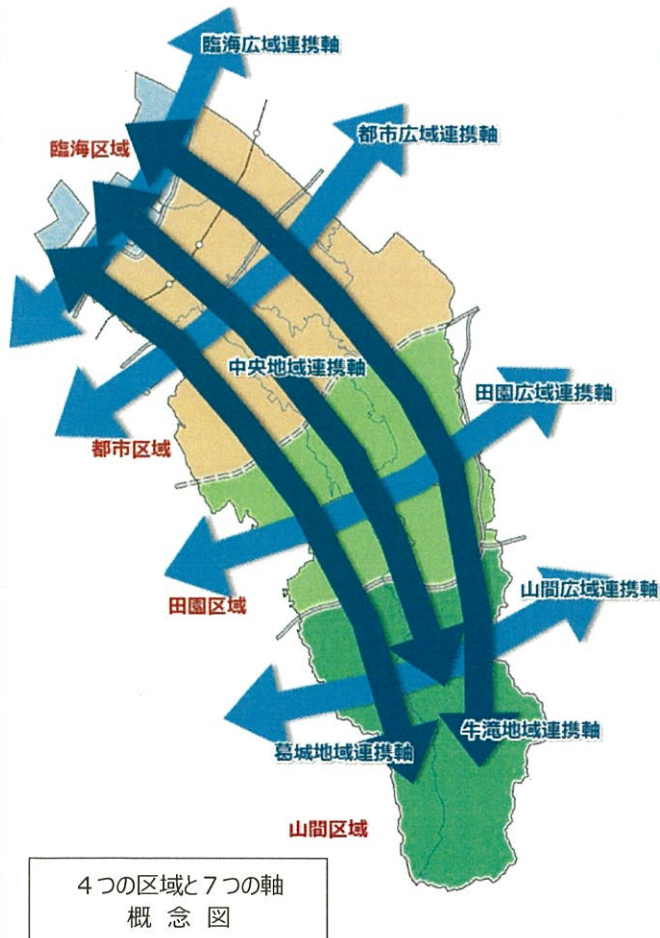 臨海広域連携軸
都市広域連携軸
臨海区域
中央地域連携軸
田園広域連携軸
都市区域
山間広域連携軸
田園区域
牛滝地域連携軸
葛城地域連携軸
山間区域
4つの区域と7つの軸
概念図